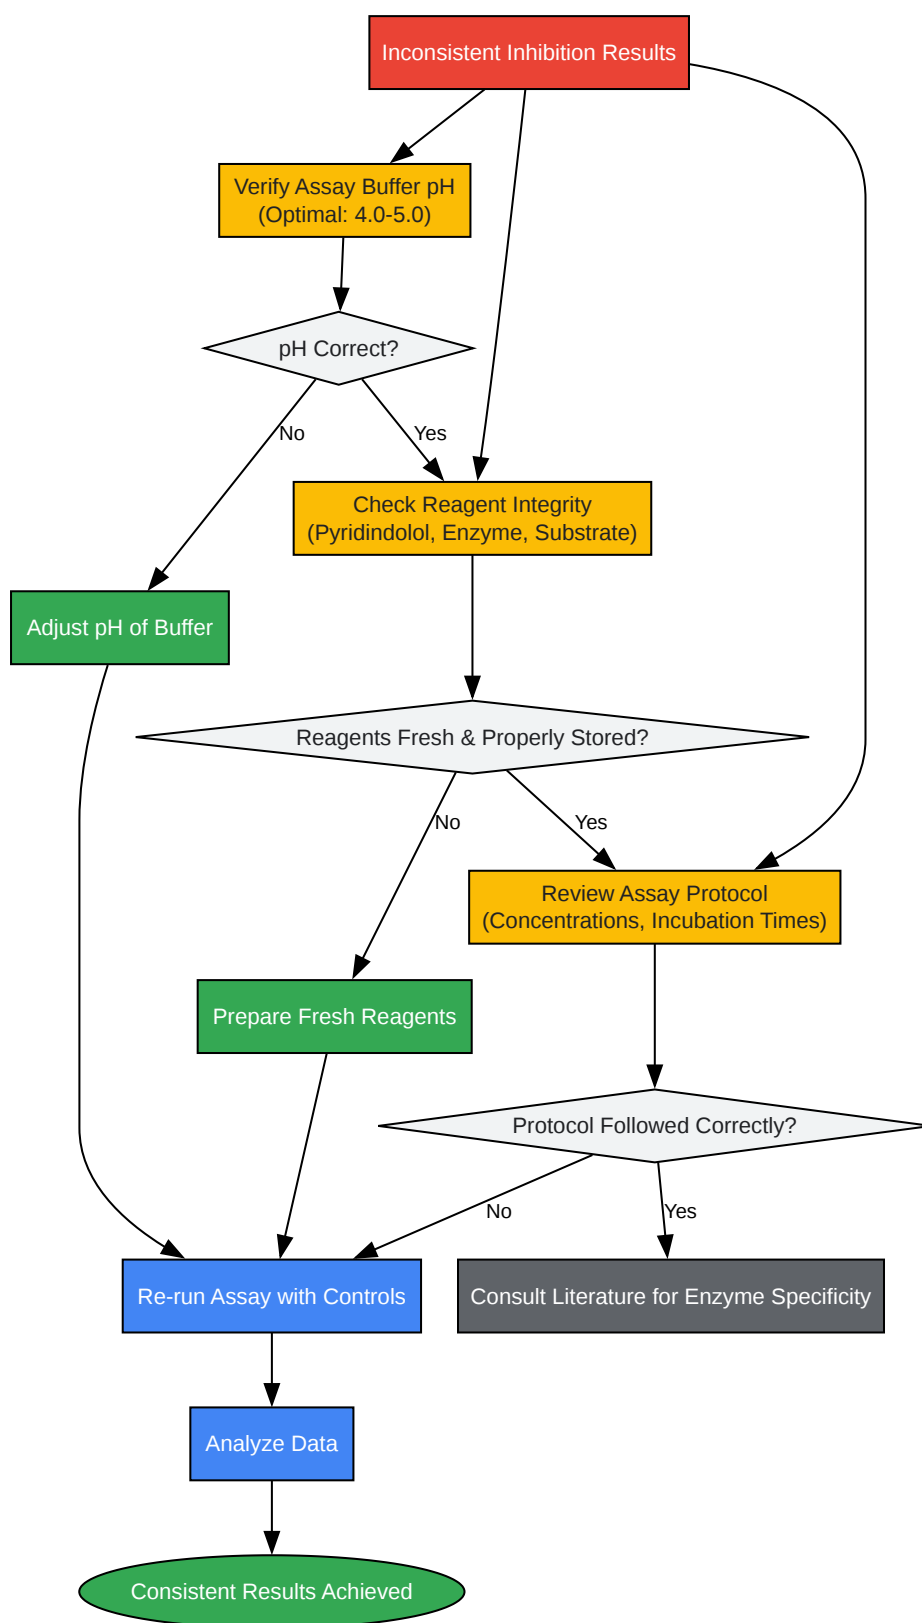 Inconsistent Inhibition Results
Verify Assay Buffer pH
(Optimal: 4.0-5.0)
pH Correct?
No
Yes
Check Reagent Integrity
(Pyridindolol, Enzyme, Substrate)
Adjust pH of Buffer
Reagents Fresh & Properly Stored?
No
Yes
Review Assay Protocol
(Concentrations, Incubation Times)
Prepare Fresh Reagents
Protocol Followed Correctly?
No
Yes
Re-run Assay with Controls
Consult Literature for Enzyme Specificity
Analyze Data
Consistent Results Achieved